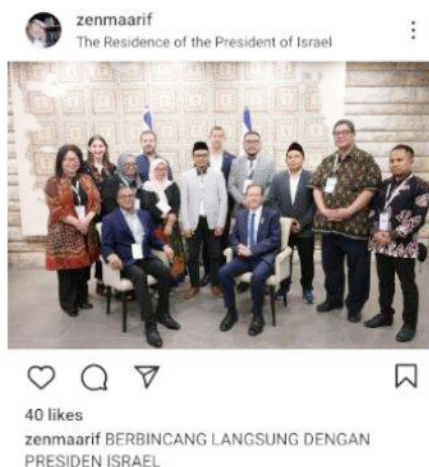 zenmaarif
The Residence of the President of Israel
40 likes
zenmaarif BERBINCANG LANGSUNG DENGAN
PRESIDEN ISRAEL